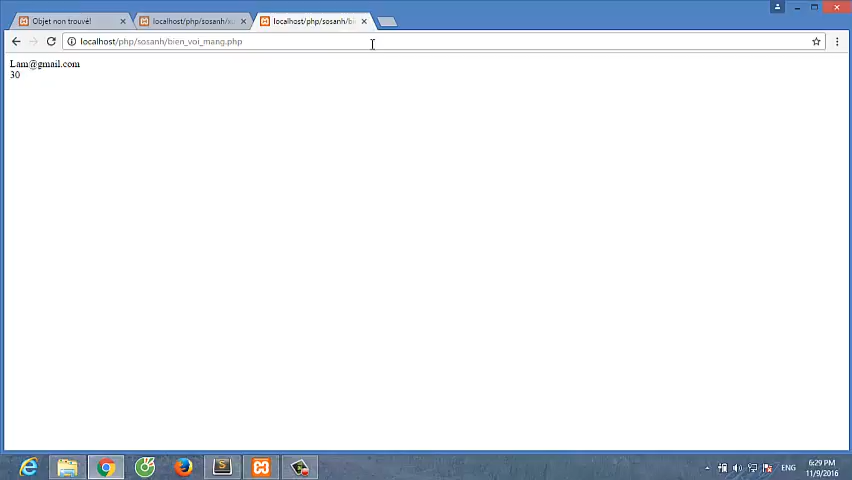 Objet non trouvé!
localhost/php/sosanh/x
localhost/php/sosanh/bi
localhost/php/sosanh/bien_voi_mang.php
Lam@gmail.com
30
ENG
6:29 PM
11/9/2016